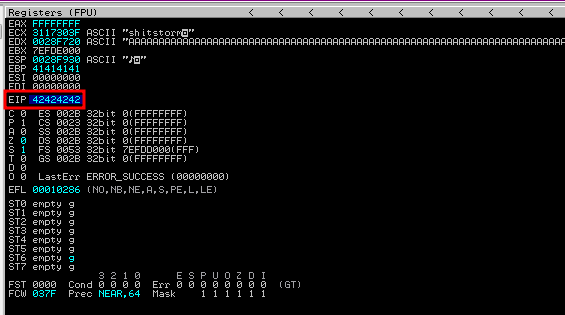 Registers (FPU) < < < < < < < < <
EAX FFFFFFFF
ECX 3117303F ASCII "shitstorm"
EDX 0028F720 ASCII "AAAAAAAAAAAAAAAAAAAAAAAAAAAAAAAAAAAAAAAAAAAAAAAAAAAAAAAAAAAAAAAAAAAAAAA
EBX 7EFDE000
ESP 0028F930 ASCII "♪◘"
EBP 41414141
ESI 00000000
EDI 00000000
EIP 42424242
C 0 ES 002B 32bit 0(FFFFFFFF)
P 1 CS 0023 32bit 0(FFFFFFFF)
A 0 SS 002B 32bit 0(FFFFFFFF)
Z 0 DS 002B 32bit 0(FFFFFFFF)
S 1 FS 0053 32bit 7EFDD000(FFF)
T 0 GS 002B 32bit 0(FFFFFFFF)
D 0
O 0 LastErr ERROR_SUCCESS (00000000)
EFL 00010286 (NO,NB,NE,A,S,PE,L,LE)
ST0 empty g
ST1 empty g
ST2 empty g
ST3 empty g
ST4 empty g
ST5 empty g
ST6 empty g
ST7 empty g
3 2 1 0 E S P U O Z D I
FST 0000 Cond 0 0 0 0 Err 0 0 0 0 0 0 0 0 (GT)
FCW 037F Prec NEAR,64 Mask 1 1 1 1 1 1